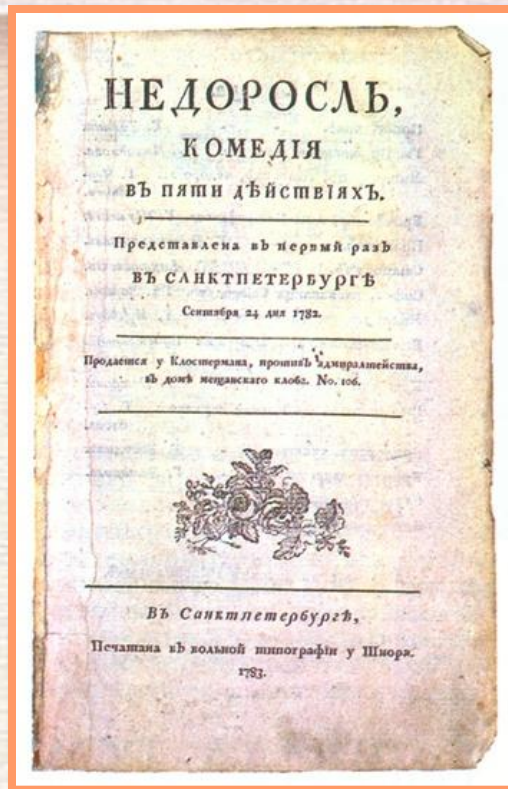 НЕДОРОСЛЬ,
КОМЕДІЯ
ВЪ ПЯТИ ДѢЙСТВІЯХЪ.
Представлена въ первый разъ
ВЪ САНКТПЕТЕРБУРГѢ
Сентября 24 дня 1782.
Продается у Клостермана, противъ Адмиралтейства,
въ домѣ мещанскаго клоба. No. 106.
Въ Санктпетербургѣ,
Печатана въ вольной типографіи у Шнора.
1783.